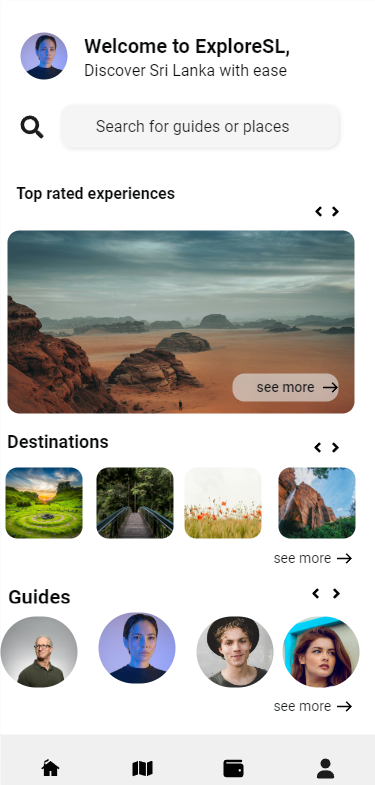 Welcome to ExploreSL,
Discover Sri Lanka with ease
Search for guides or places
Top rated experiences
see more
Destinations
see more
Guides
see more